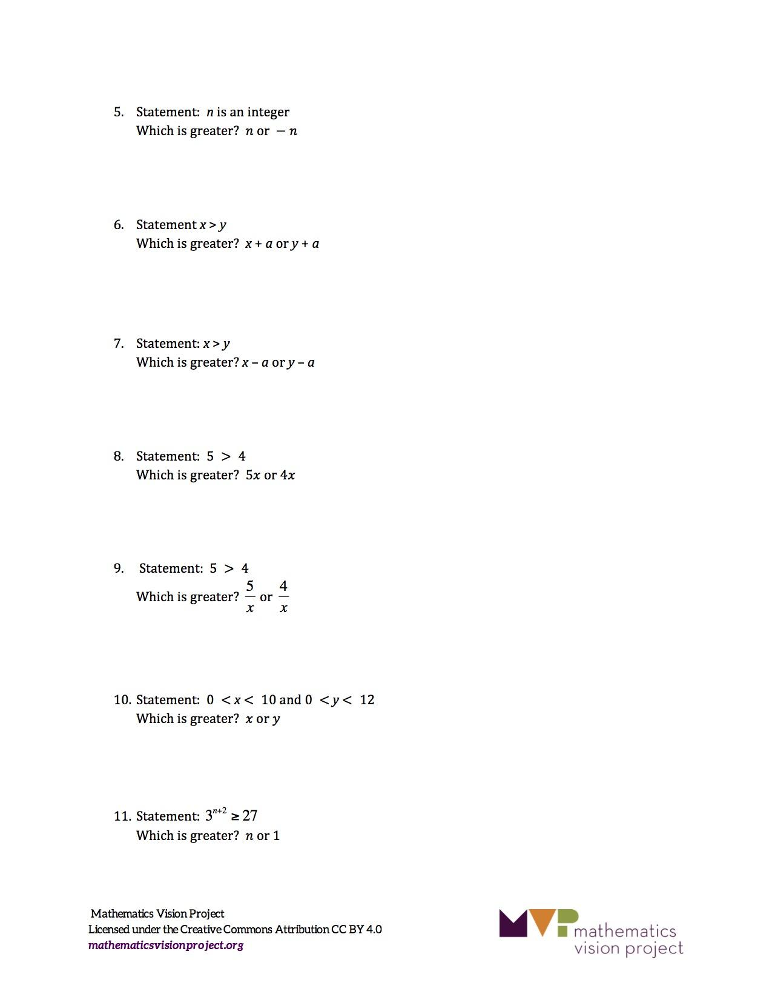 5. Statement: n is an integer
Which is greater? n or − n
6. Statement x > y
Which is greater? x + a or y + a
7. Statement: x > y
Which is greater? x – a or y – a
8. Statement: 5 > 4
Which is greater? 5x or 4x
9. Statement: 5 > 4
Which is greater? 5/x or 4/x
10. Statement: 0 < x < 10 and 0 < y < 12
Which is greater? x or y
11. Statement: 3^{n+2} ≥ 27
Which is greater? n or 1
Mathematics Vision Project
Licensed under the Creative Commons Attribution CC BY 4.0
mathematicsvisionproject.org
MVP mathematics
vision project